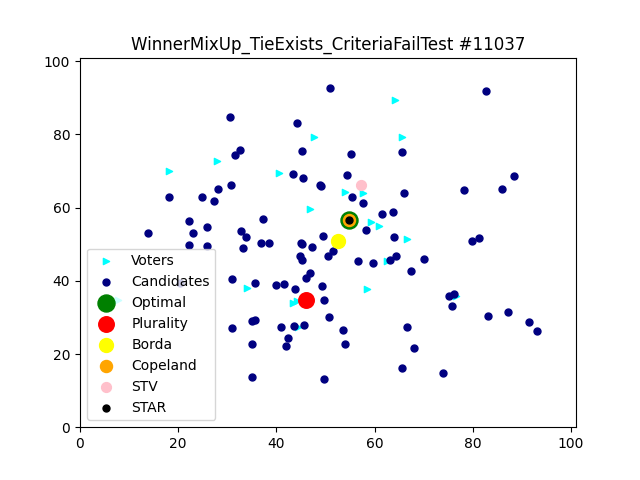 WinnerMixUp_TieExists_CriteriaFailTest #11037
100
80
60
40
20
0
Voters
Candidates
Optimal
Plurality
Borda
Copeland
STV
STAR
0 20 40 60 80 100